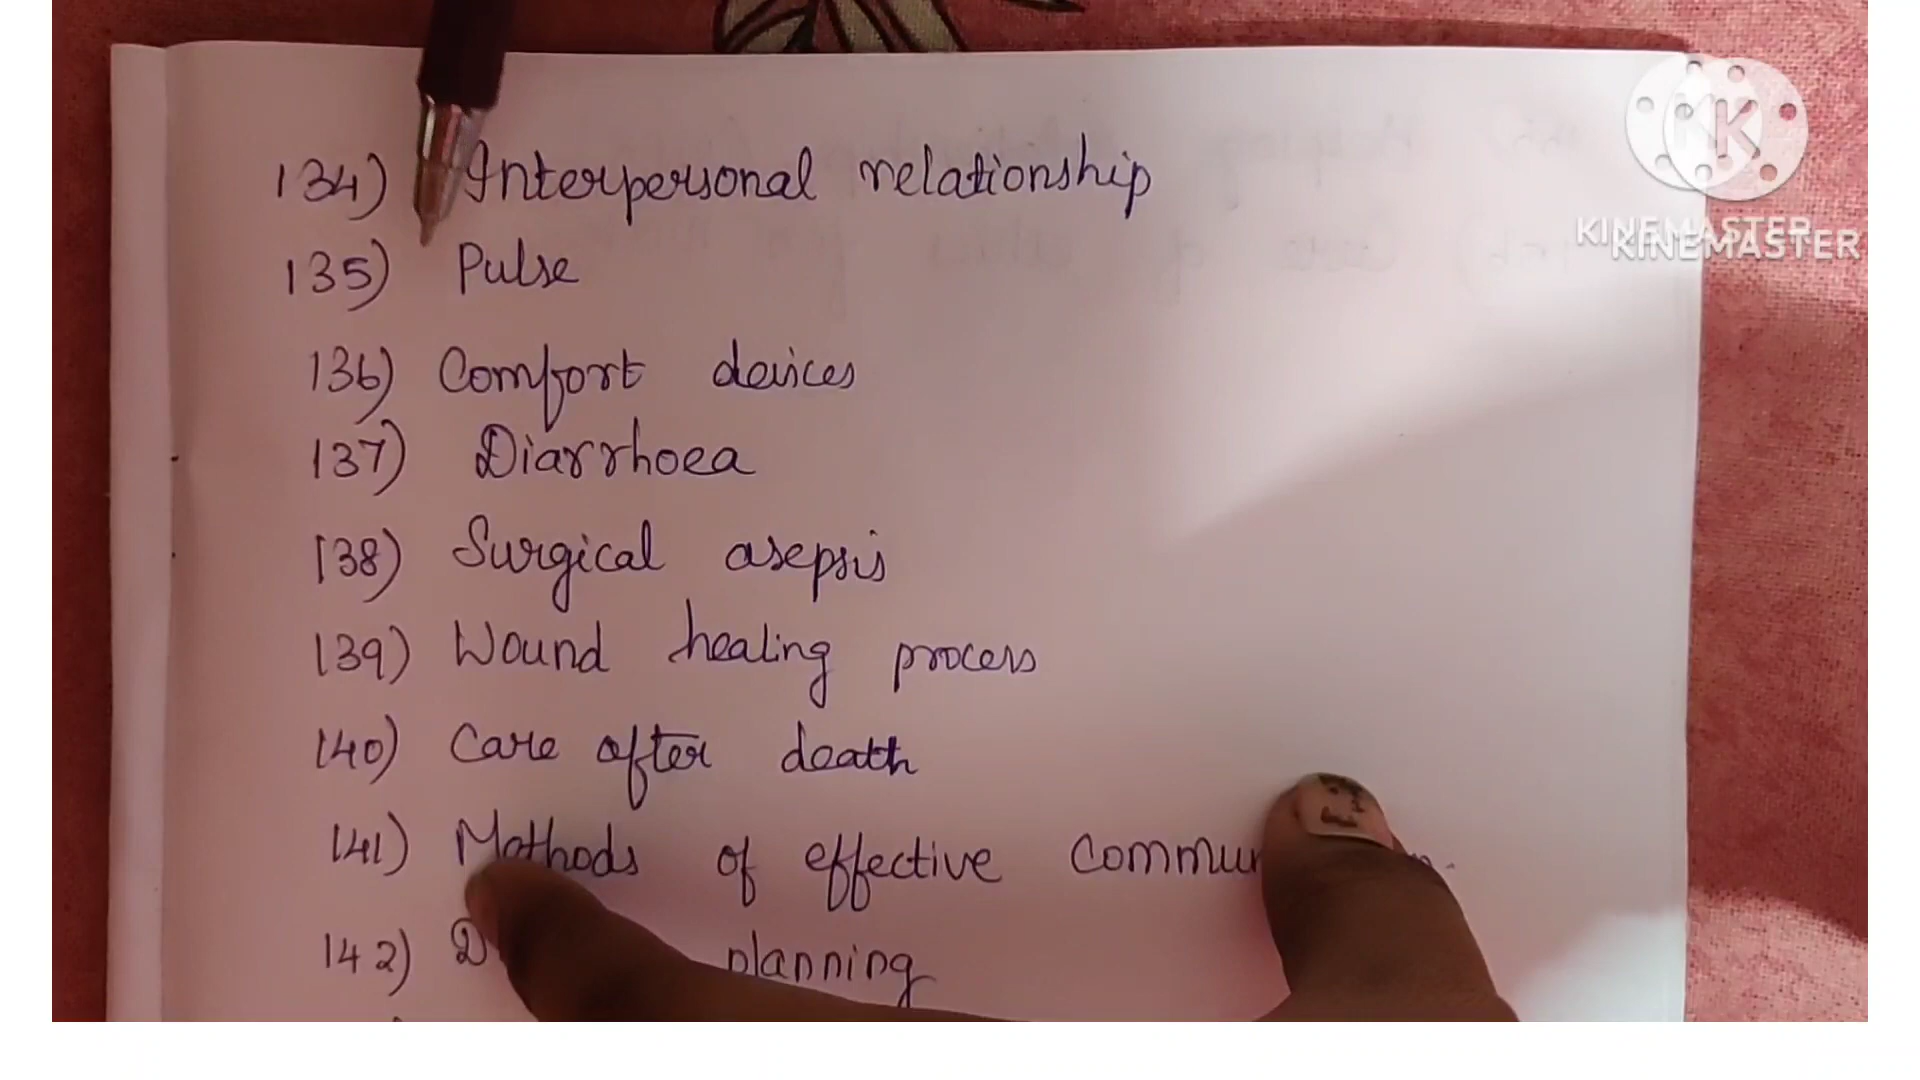 134) Interpersonal relationship
KINEMASTER
KINEMASTER
135) Pulse
136) Comfort devices
137) Diarrhoea
138) Surgical asepsis
139) Wound healing process
140) Care after death
141) Methods of effective
142) planning